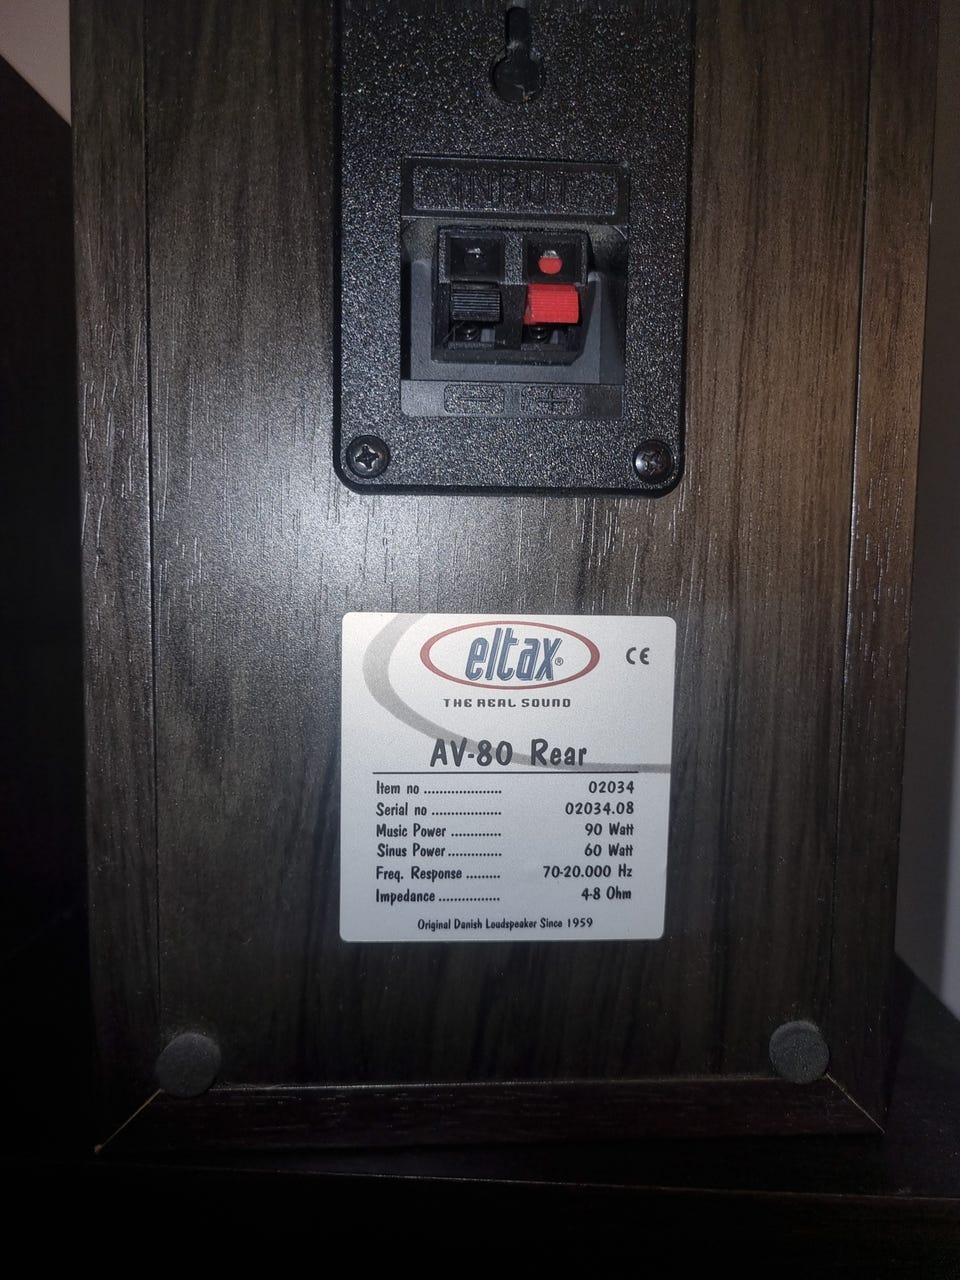 INPUT
- +
eltax®
CE
THE REAL SOUND
AV-80 Rear
Item no ..................... 02034
Serial no ................... 02034.08
Music Power .............. 90 Watt
Sinus Power............... 60 Watt
Freq. Response ......... 70-20.000 Hz
Impedance ................. 4-8 Ohm
Original Danish Loudspeaker Since 1959